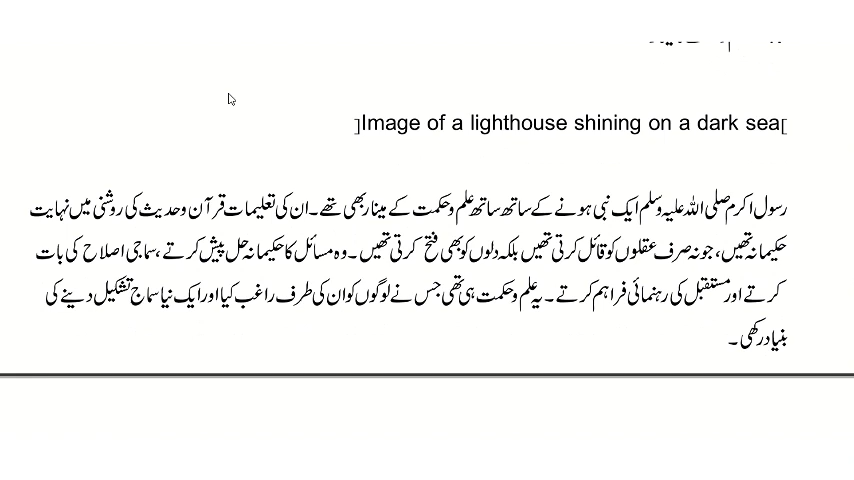 ]Image of a lighthouse shining on a dark sea[
رسول اکرم صلی اللہ علیہ وسلم ایک نبی ہونے کے ساتھ ساتھ علم و حکمت کے مینار بھی تھے۔ ان کی تعلیمات قرآن و حدیث کی روشنی میں نہایت
حکیمانہ تھیں، جو نہ صرف عقلوں کو قائل کرتی تھیں بلکہ دلوں کو بھی فتح کرتی تھیں۔ وہ مسائل کا حکیمانہ حل پیش کرتے، سماجی اصلاح کی بات
کرتے اور مستقبل کی رہنمائی فراہم کرتے۔ یہ علم و حکمت ہی تھی جس نے لوگوں کو ان کی طرف راغب کیا اور ایک نیا سماج تشکیل دینے کی
بنیاد رکھی۔